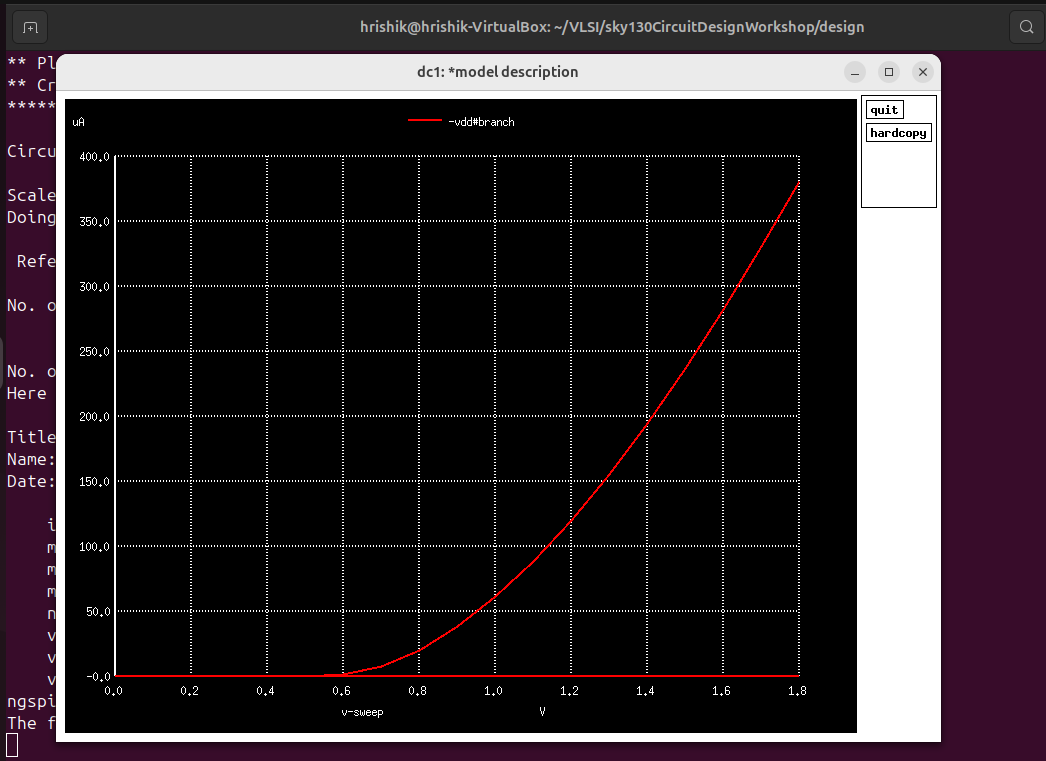 hrishik@hrishik-VirtualBox: ~/VLSI/sky130CircuitDesignWorkshop/design
** Pl
** Cr
*****
Circu
Scale
Doing
Refe
No. o
No. o
Here
Title
Name:
Date:
i
m
m
m
n
v
v
v
ngspi
The f
dc1: *model description
quit
hardcopy
uA
-vdd#branch
400.0
350.0
300.0
250.0
200.0
150.0
100.0
50.0
-0.0
0.0 0.2 0.4 0.6 0.8 1.0 1.2 1.4 1.6 1.8
v-sweep V